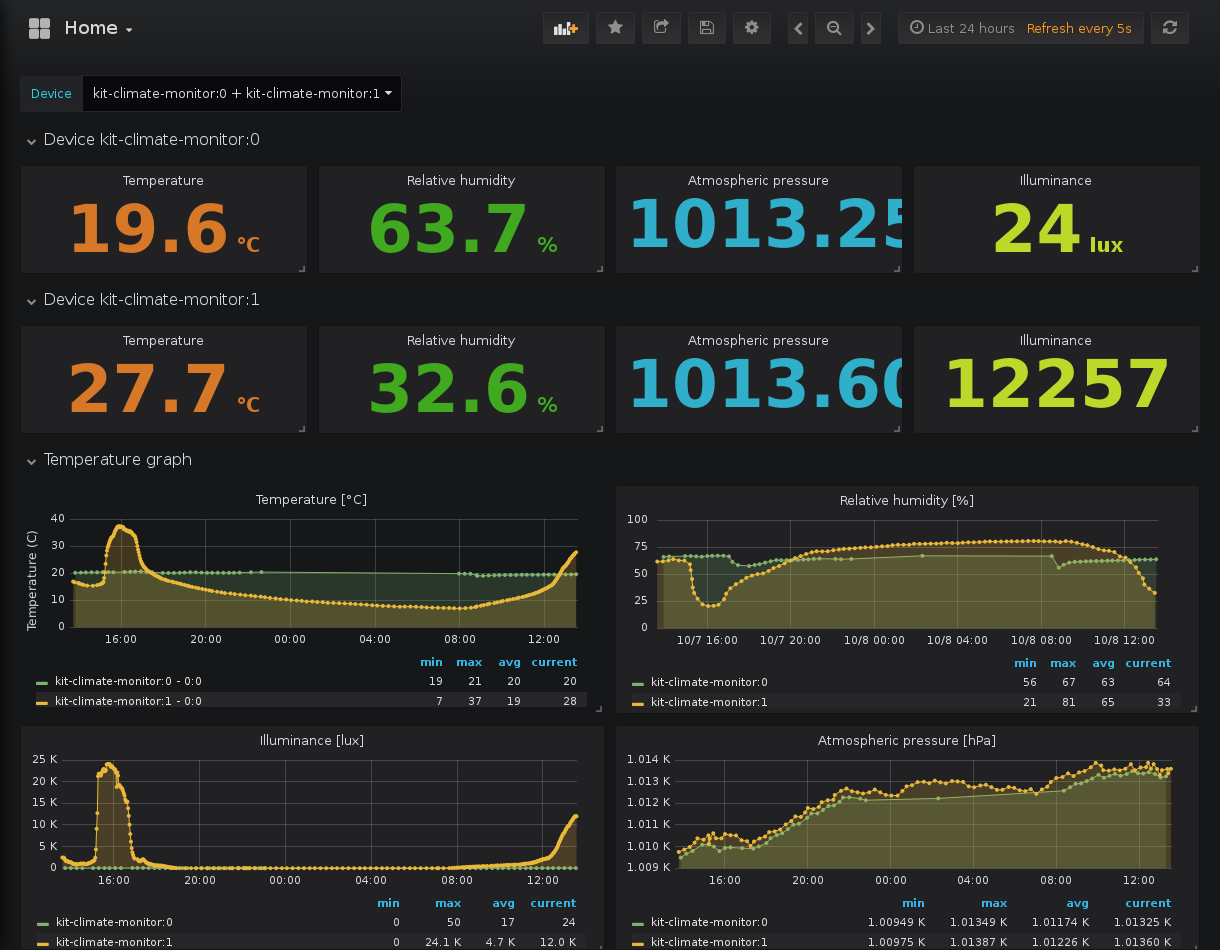 Home
Last 24 hours Refresh every 5s
Device kit-climate-monitor:0 + kit-climate-monitor:1
Device kit-climate-monitor:0
Temperature Relative humidity Atmospheric pressure Illuminance
19.6 °C 63.7 % 1013.25 24 lux
Device kit-climate-monitor:1
Temperature Relative humidity Atmospheric pressure Illuminance
27.7 °C 32.6 % 1013.60 12257
Temperature graph
Temperature [°C]
Temperature (C)
40
30
20
10
0
16:00 20:00 00:00 04:00 08:00 12:00
min max avg current
kit-climate-monitor:0 - 0:0 19 21 20 20
kit-climate-monitor:1 - 0:0 7 37 19 28
Relative humidity [%]
100
75
50
25
0
10/7 16:00 10/7 20:00 10/8 00:00 10/8 04:00 10/8 08:00 10/8 12:00
min max avg current
kit-climate-monitor:0 56 67 63 64
kit-climate-monitor:1 21 81 65 33
Illuminance [lux]
25 K
20 K
15 K
10 K
5 K
0
16:00 20:00 00:00 04:00 08:00 12:00
min max avg current
kit-climate-monitor:0 0 50 17 24
kit-climate-monitor:1 0 24.1 K 4.7 K 12.0 K
Atmospheric pressure [hPa]
1.014 K
1.013 K
1.012 K
1.011 K
1.010 K
1.009 K
16:00 20:00 00:00 04:00 08:00 12:00
min max avg current
kit-climate-monitor:0 1.00949 K 1.01349 K 1.01174 K 1.01325 K
kit-climate-monitor:1 1.00975 K 1.01387 K 1.01226 K 1.01360 K